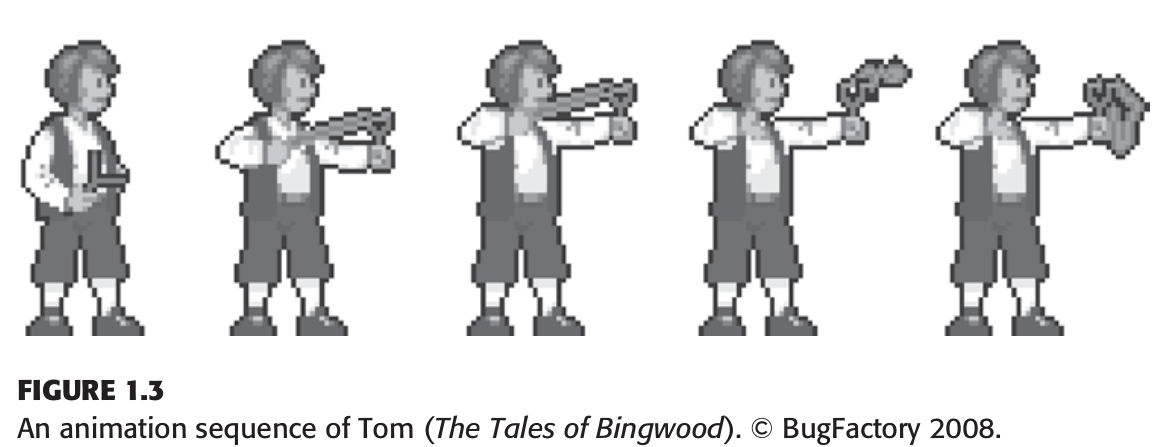 FIGURE 1.3
An animation sequence of Tom (The Tales of Bingwood). © BugFactory 2008.